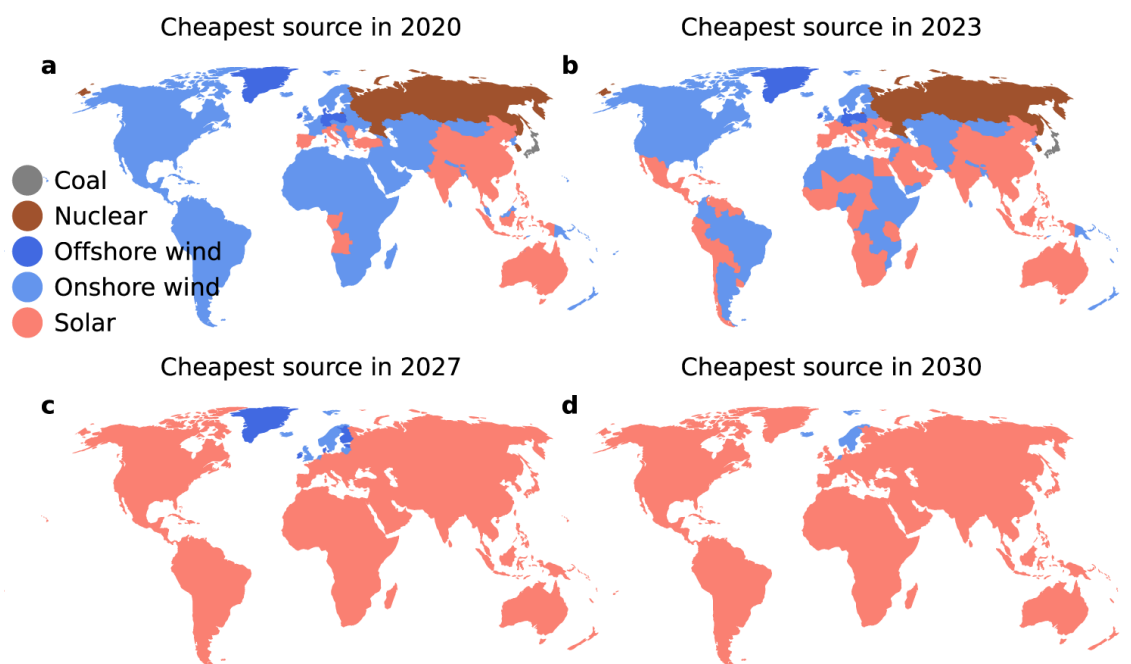 Cheapest source in 2020
Cheapest source in 2023
a
b
Coal
Nuclear
Offshore wind
Onshore wind
Solar
Cheapest source in 2027
Cheapest source in 2030
c
d